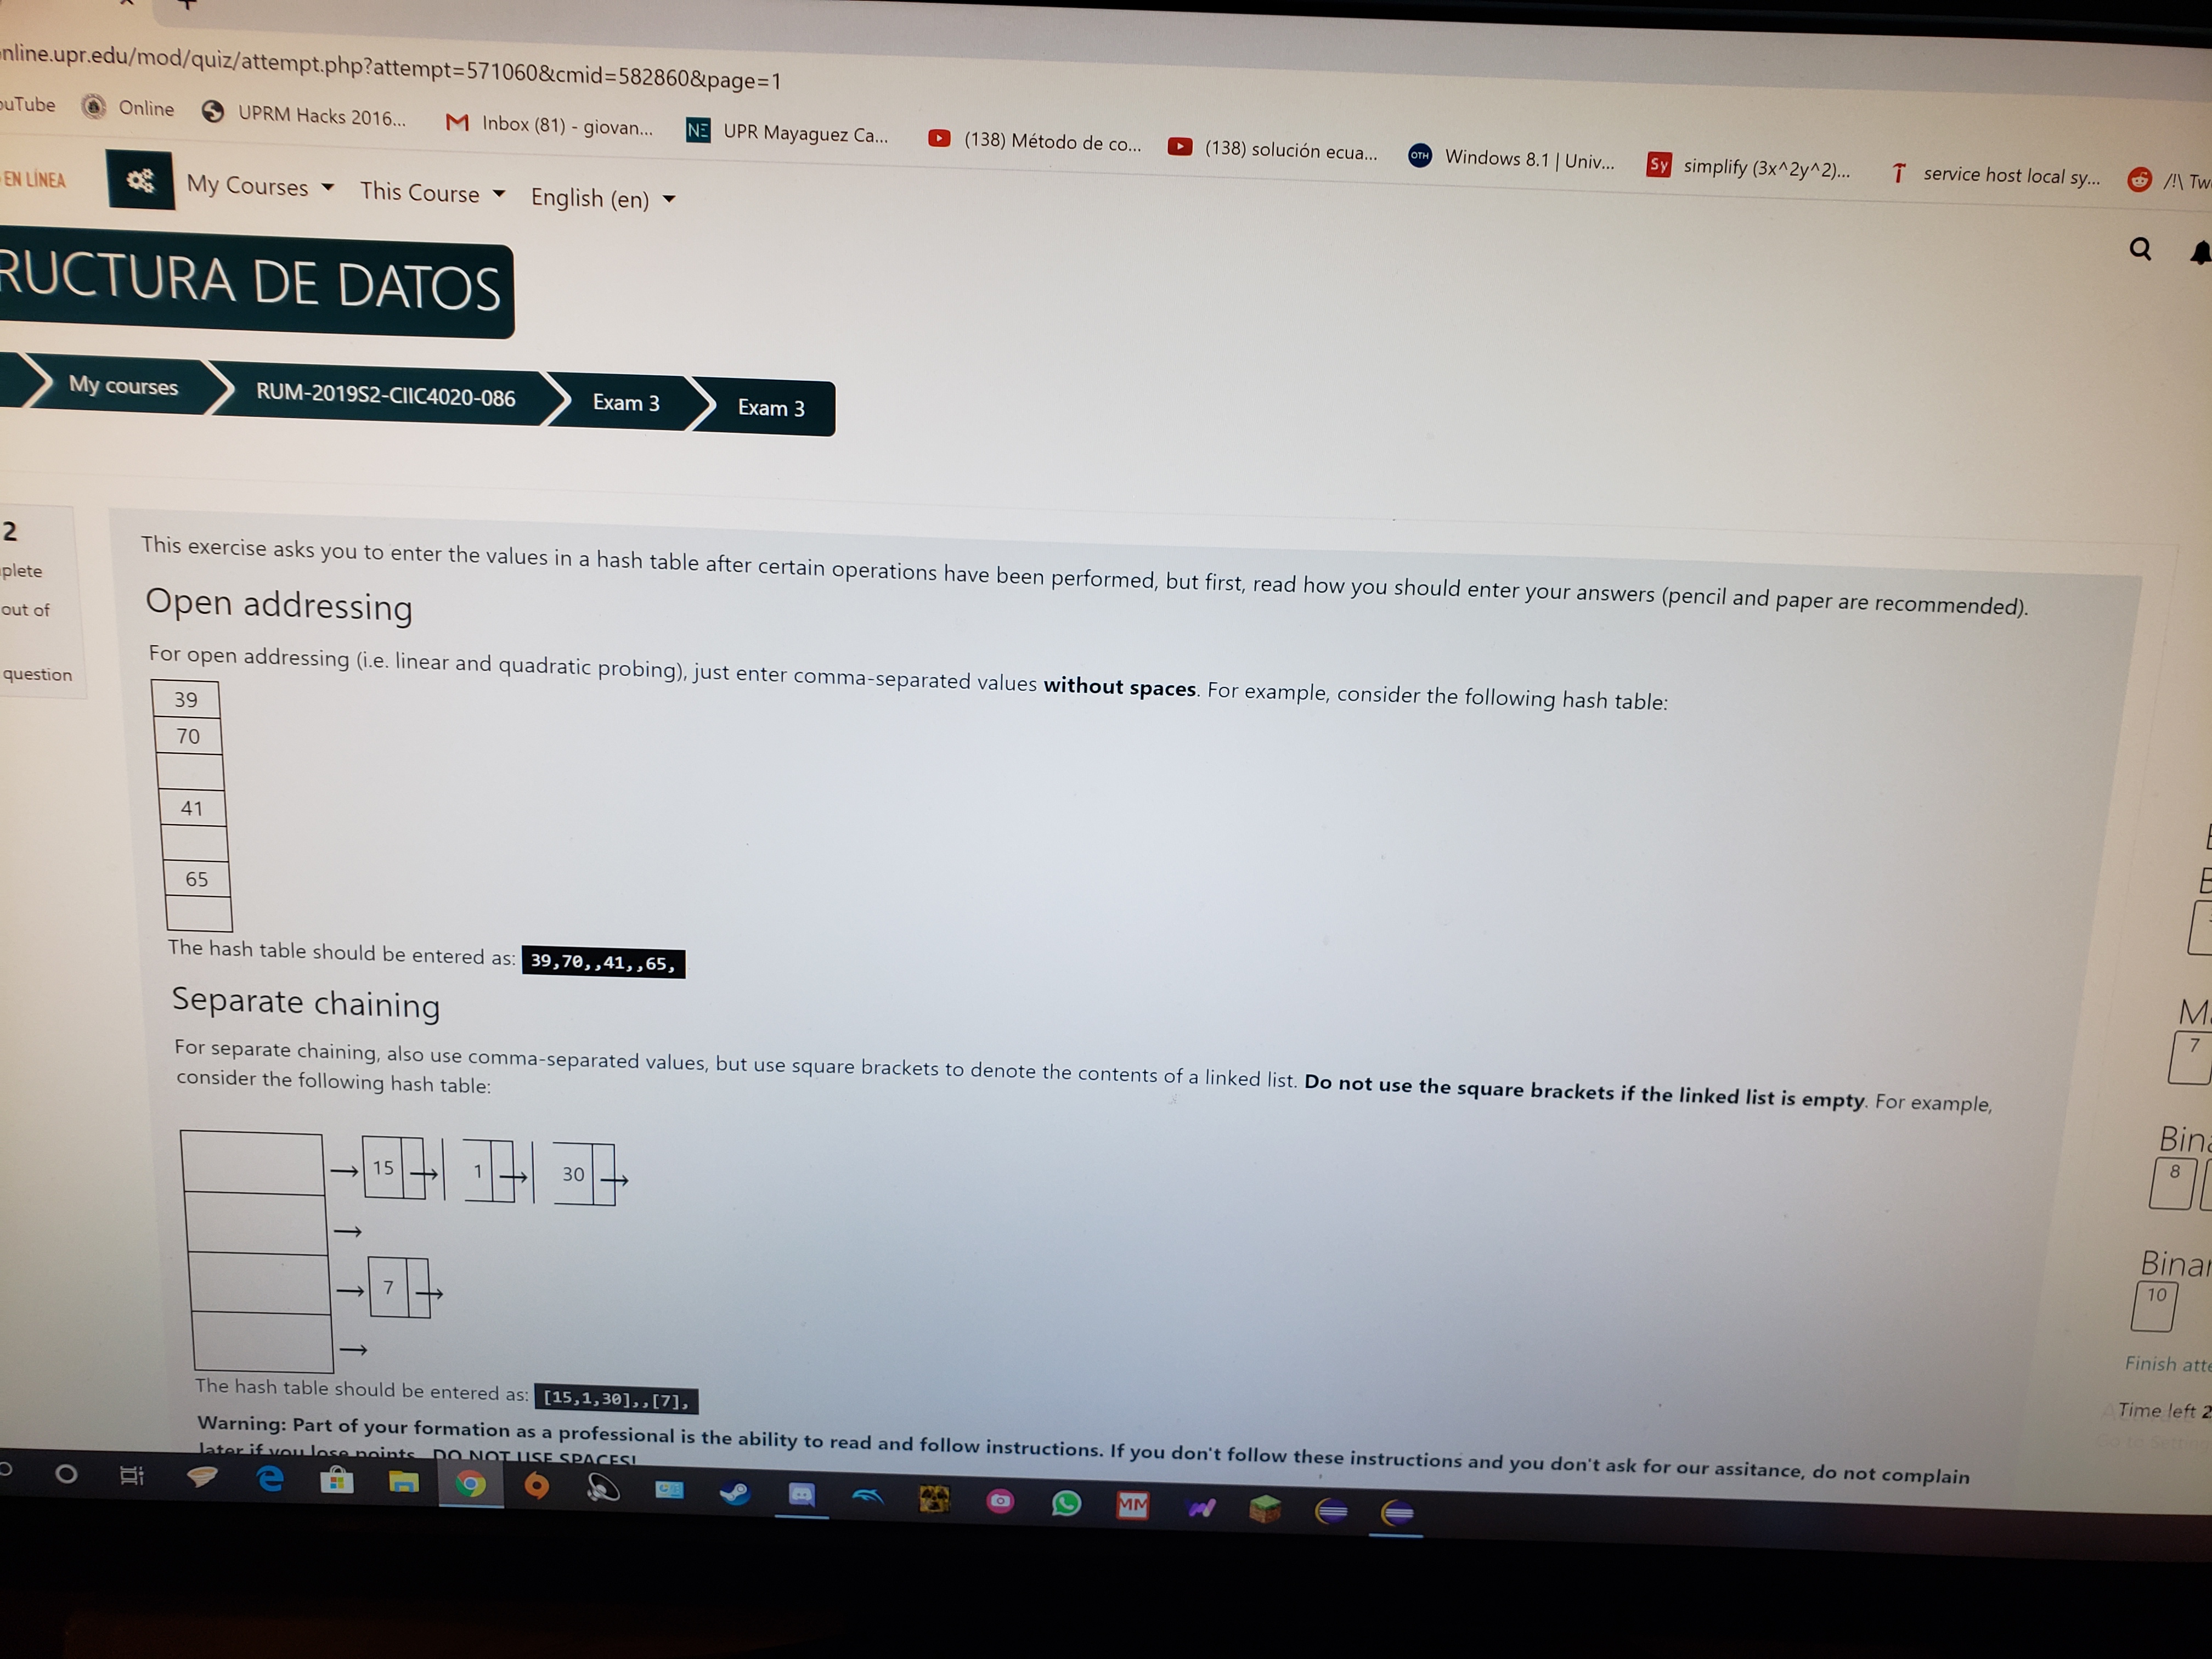 nline.upr.edu/mod/quiz/attempt.php?attempt=571060&cmid=582860&page=1
ouTube Online UPRM Hacks 2016... Inbox (81) - giovan... NE UPR Mayaguez Ca... (138) Método de co... (138) solución ecua... OTH Windows 8.1 | Univ... Sy simplify (3x^2y^2)... service host local sy... /!\ Tw
EN LÍNEA My Courses This Course English (en)
RUCTURA DE DATOS
My courses RUM-2019S2-CIIC4020-086 Exam 3 Exam 3
2
plete
out of
question
This exercise asks you to enter the values in a hash table after certain operations have been performed, but first, read how you should enter your answers (pencil and paper are recommended).
Open addressing
For open addressing (i.e. linear and quadratic probing), just enter comma-separated values without spaces. For example, consider the following hash table:
39
70
41
65
The hash table should be entered as: 39,70,,41,,65,
Separate chaining
For separate chaining, also use comma-separated values, but use square brackets to denote the contents of a linked list. Do not use the square brackets if the linked list is empty. For example,
consider the following hash table:
15 1 30
7
The hash table should be entered as: [15,1,30],,[7],
Warning: Part of your formation as a professional is the ability to read and follow instructions. If you don't follow these instructions and you don't ask for our assitance, do not complain
later if you lose points. DO NOT USE SPACES!
Ma
7
Bina
8
Binar
10
Finish atte
Time left 2
MM